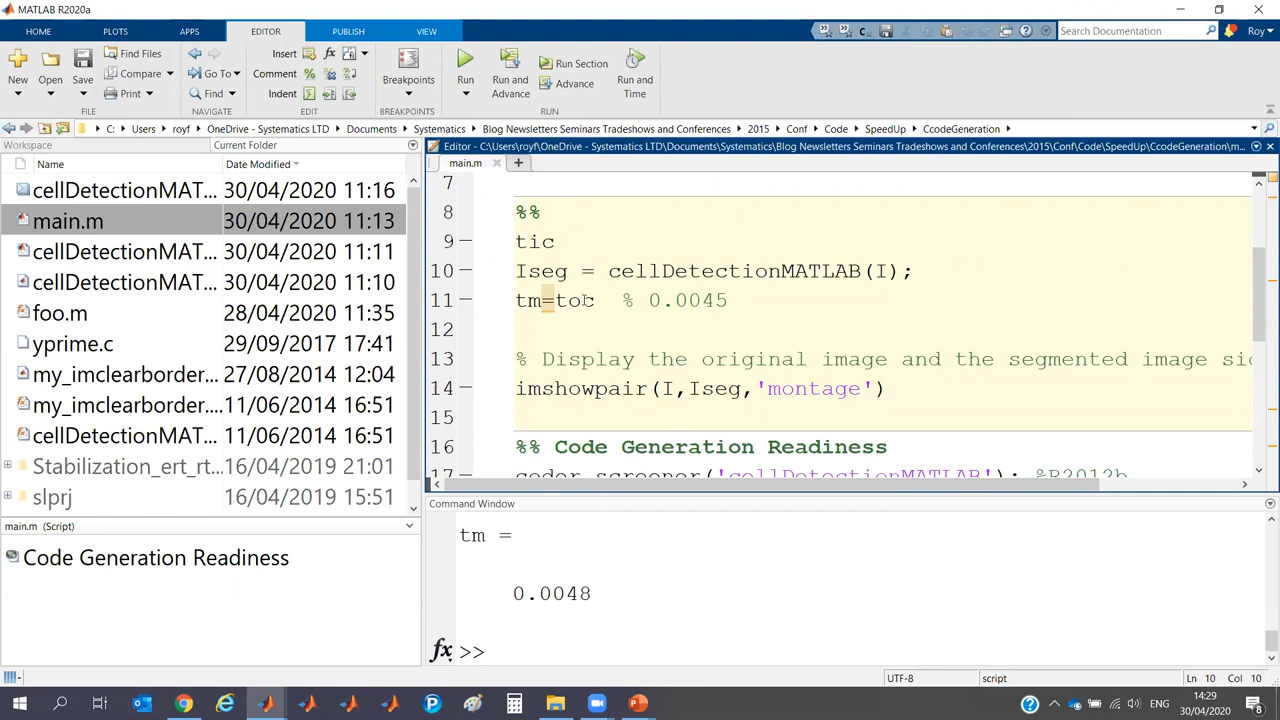 MATLAB R2020a
HOME PLOTS APPS EDITOR PUBLISH VIEW
Search Documentation
Roy
New
Open
Save
Find Files
Compare
Print
Go To
Find
Insert
Comment
Indent
fx
Breakpoints
Run
Run and
Advance
Run Section
Advance
Run and
Time
FILE NAVIGATE EDIT BREAKPOINTS RUN
C: Users royf OneDrive - Systematics LTD Documents Systematics Blog Newsletters Seminars Tradeshows and Conferences 2015 Conf Code SpeedUp CcodeGeneration
Workspace Current Folder
Name Date Modified
cellDetectionMAT... 30/04/2020 11:16
main.m 30/04/2020 11:13
cellDetectionMAT... 30/04/2020 11:11
cellDetectionMAT... 30/04/2020 11:10
foo.m 28/04/2020 11:35
yprime.c 29/09/2017 17:41
my_imclearborder... 27/08/2014 12:04
my_imclearborder.... 11/06/2014 16:51
cellDetectionMAT... 11/06/2014 16:51
Stabilization_ert_rt... 16/04/2019 21:01
slprj 16/04/2019 15:51
main.m (Script)
Code Generation Readiness
Editor - C:\Users\royf\OneDrive - Systematics LTD\Documents\Systematics\Blog Newsletters Seminars Tradeshows and Conferences\2015\Conf\Code\SpeedUp\CcodeGeneration\m...
main.m
7
8 %%
9 tic
10 Iseg = cellDetectionMATLAB(I);
11 tm=toc % 0.0045
12
13 % Display the original image and the segmented image sid
14 imshowpair(I,Iseg,'montage')
15
16 %% Code Generation Readiness
17 coder.screener('cellDetectionMATLAB'); %R2012b
Command Window
tm =
0.0048
fx >>
UTF-8 script Ln 10 Col 10
ENG
14:29
30/04/2020
8